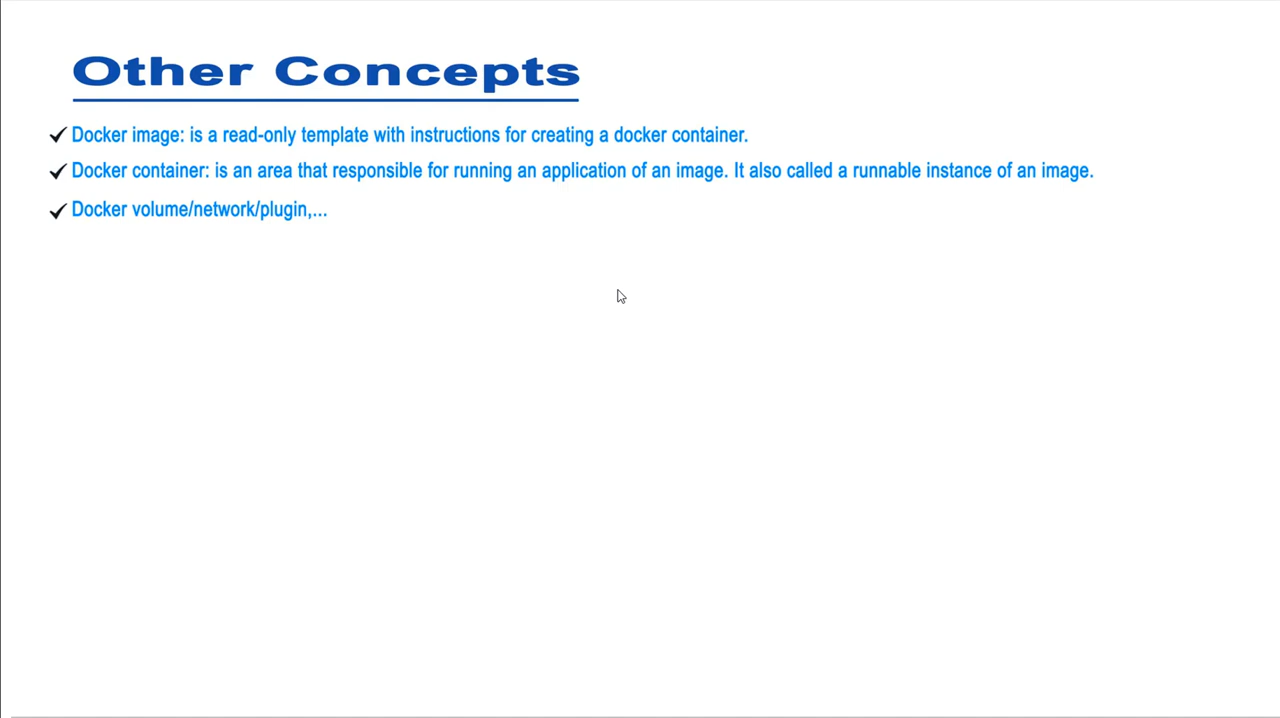 Other Concepts
Docker image: is a read-only template with instructions for creating a docker container.
Docker container: is an area that responsible for running an application of an image. It also called a runnable instance of an image.
Docker volume/network/plugin,...